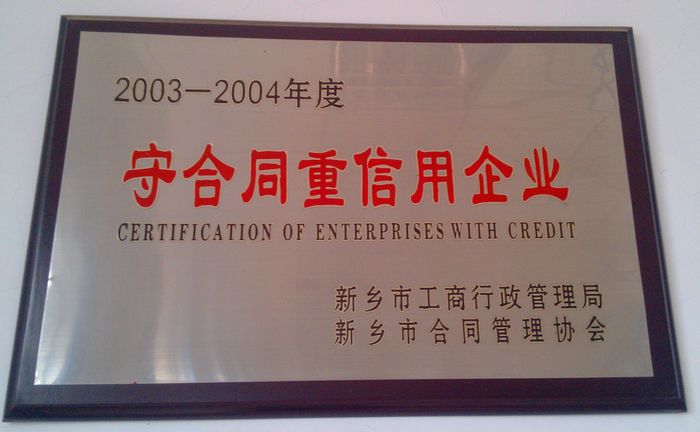 2003—2004年度
守合同重信用企业
CERTIFICATION OF ENTERPRISES WITH CREDIT
新乡市工商行政管理局
新乡市合同管理协会